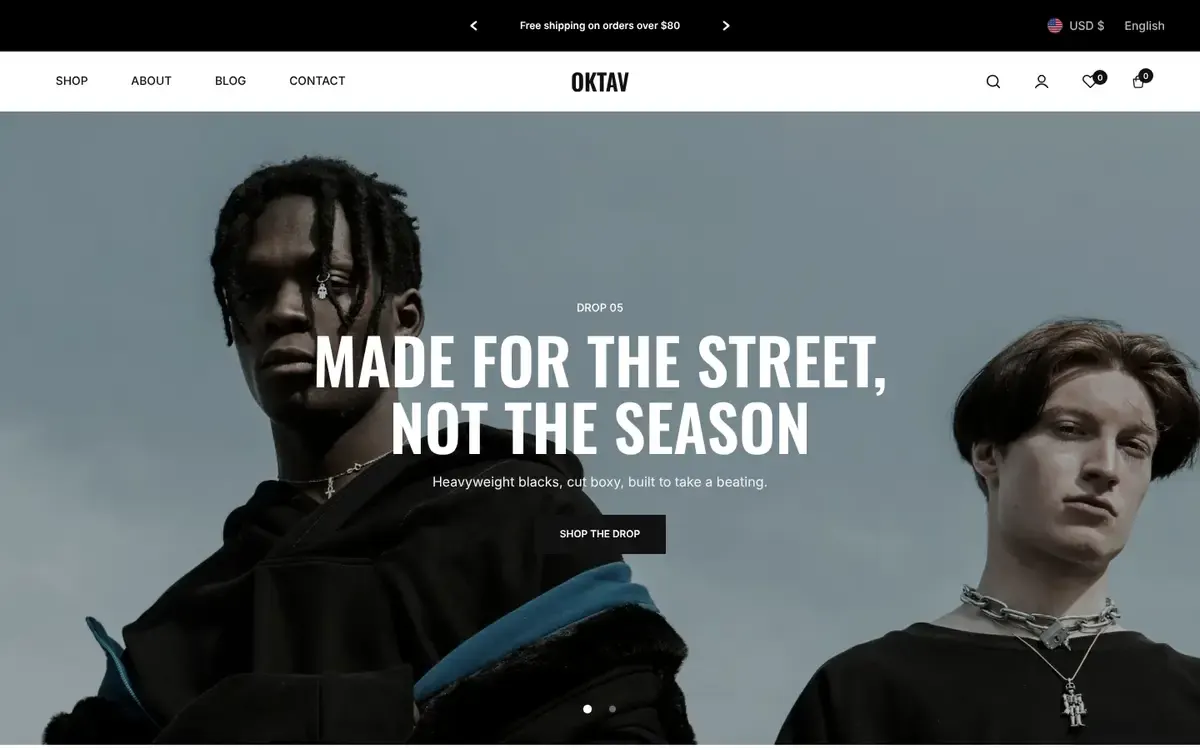 Free shipping on orders over $80
USD $
English
SHOP
ABOUT
BLOG
CONTACT
OKTAV
0
0
DROP 05
MADE FOR THE STREET,
NOT THE SEASON
Heavyweight blacks, cut boxy, built to take a beating.
SHOP THE DROP